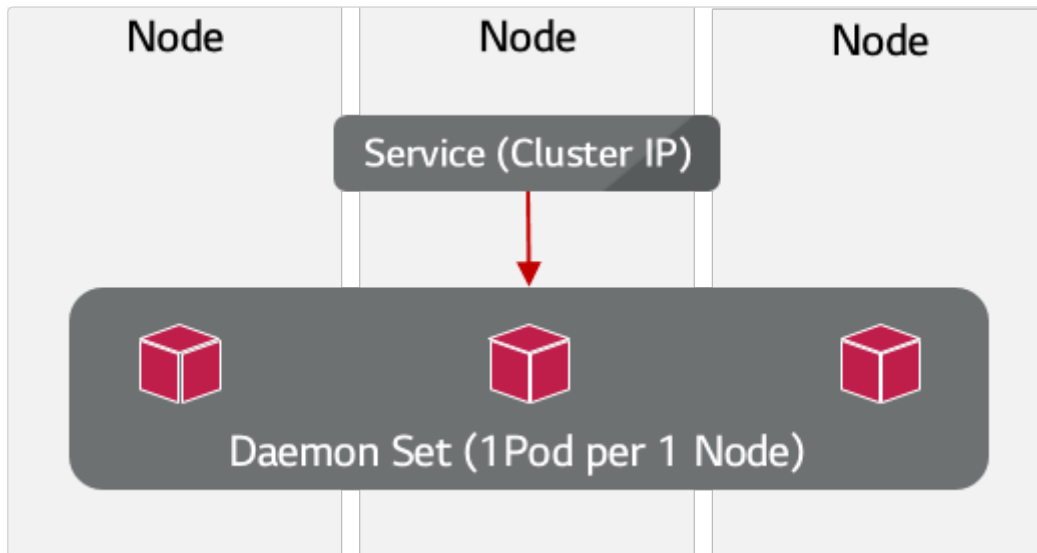 Node
Node
Node
Service (Cluster IP)
Daemon Set (1Pod per 1 Node)